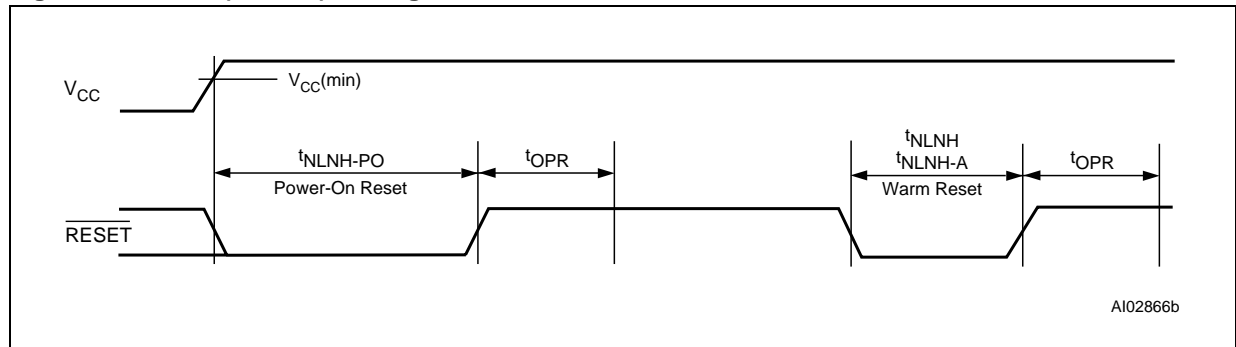 VCC
VCC(min)
tNLNH-PO
Power-On Reset
tOPR
tNLNH
tNLNH-A
Warm Reset
tOPR
RESET
AI02866b